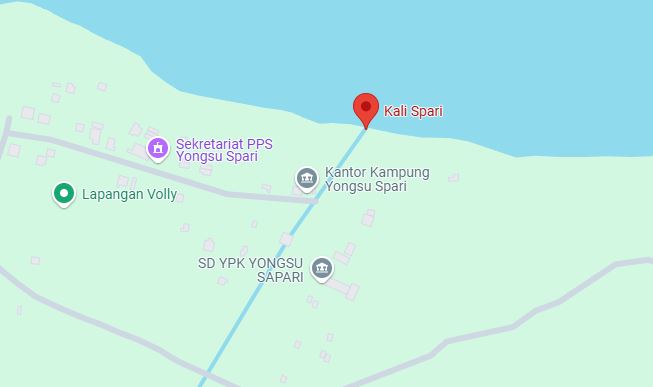 Kali Spari
Sekretariat PPS
Yongsu Spari
Kantor Kampung
Yongsu Spari
Lapangan Volly
SD YPK YONGSU
SAPARI